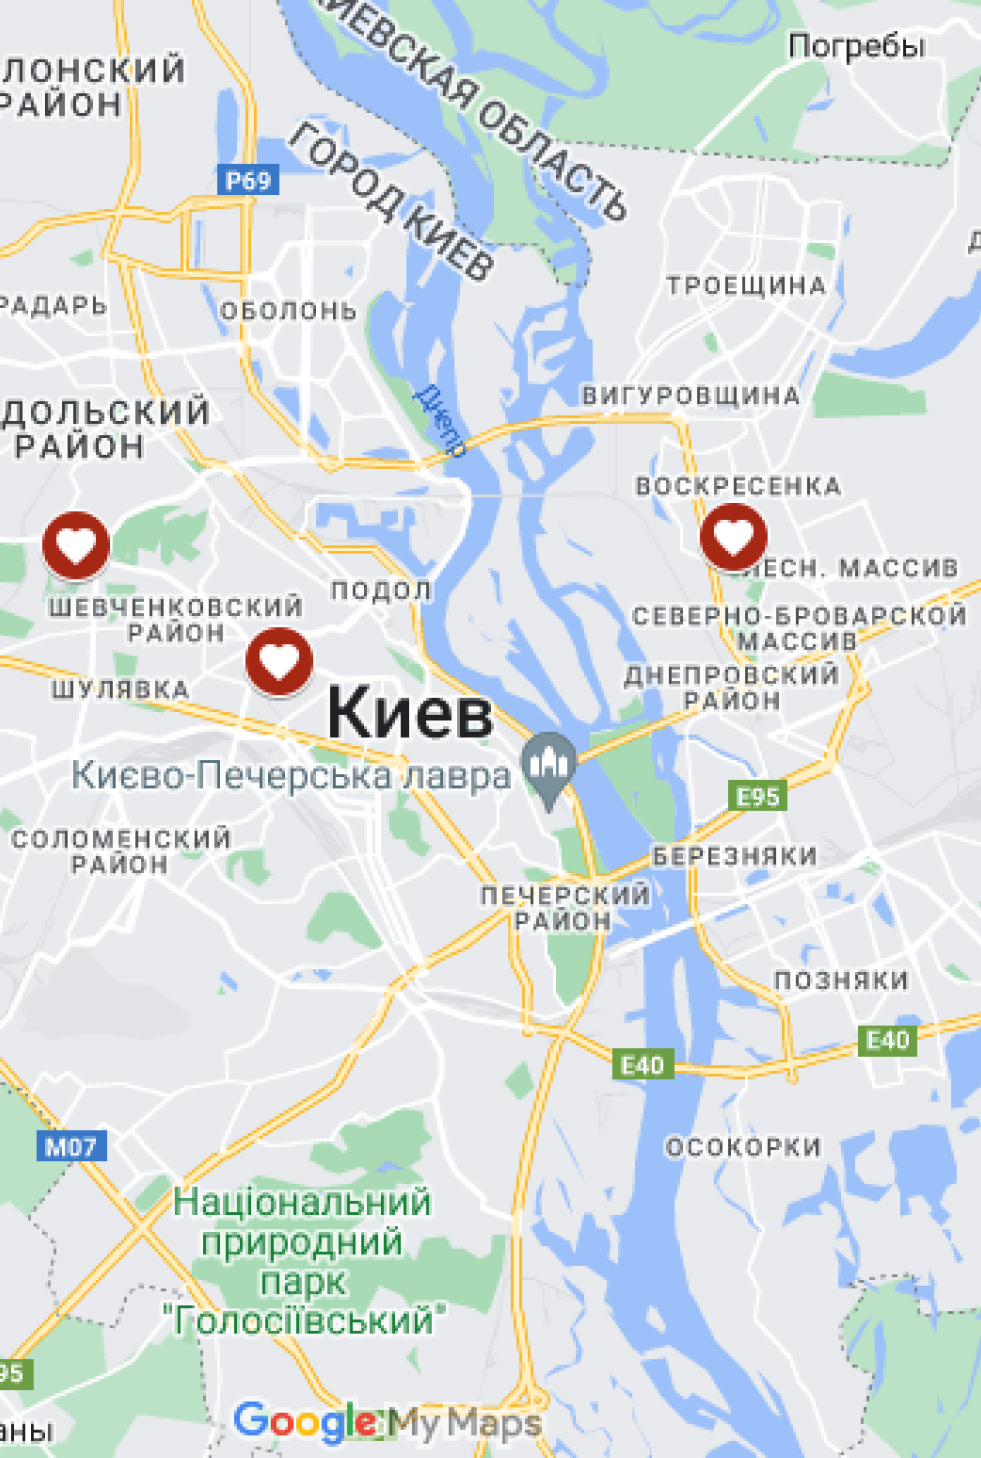 КИЕВСКАЯ ОБЛАСТЬ
Погребы
ЛОНСКИЙ
РАЙОН
ГОРОД КИЕВ
P69
ТРОЕЩИНА
РАДАРЬ
ОБОЛОНЬ
Днепр
ВИГУРОВЩИНА
ДОЛЬСКИЙ
РАЙОН
ВОСКРЕСЕНКА
ЛЕСН. МАССИВ
ПОДОЛ
ШЕВЧЕНКОВСКИЙ
РАЙОН
СЕВЕРНО-БРОВАРСКОЙ
МАССИВ
ДНЕПРОВСКИЙ
РАЙОН
ШУЛЯВКА
Киев
Києво-Печерська лавра
E95
СОЛОМЕНСКИЙ
РАЙОН
БЕРЕЗНЯКИ
ПЕЧЕРСКИЙ
РАЙОН
ПОЗНЯКИ
E40
E40
M07
ОСОКОРКИ
Національний
природний
парк
"Голосіївський"
95
Google My Maps
аны